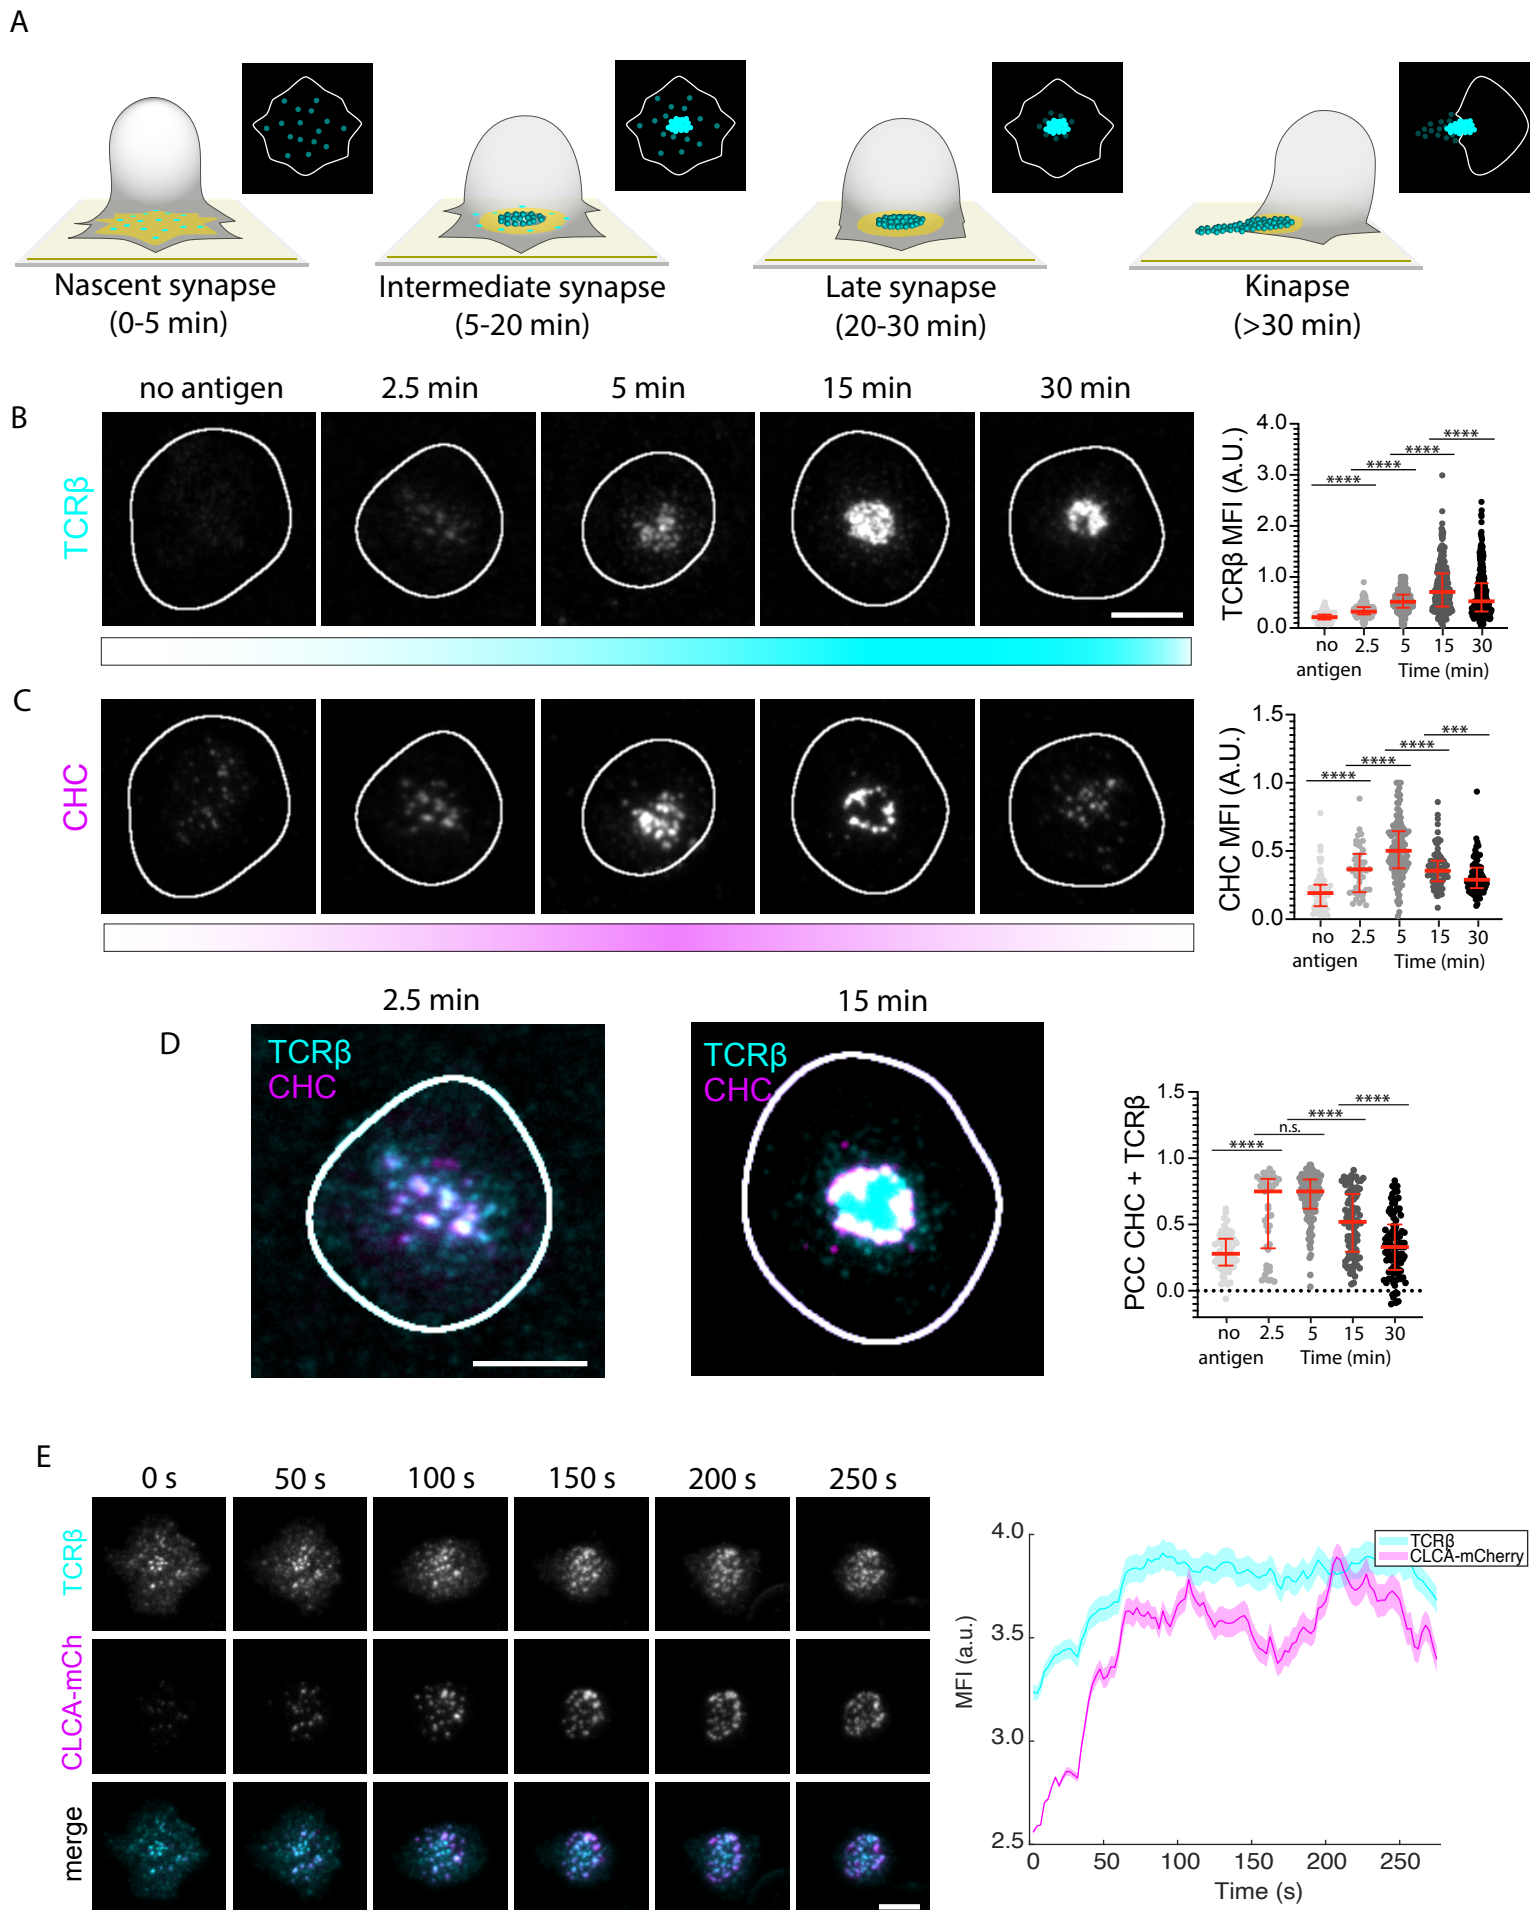 A
Nascent synapse
(0-5 min)
Intermediate synapse
(5-20 min)
Late synapse
(20-30 min)
Kinapse
(>30 min)
B
no antigen
2.5 min
5 min
15 min
30 min
TCRβ
TCRβ MFI (A.U.)
4.0
3.0
2.0
1.0
0.0
****
****
****
****
no antigen
2.5
5
15
30
Time (min)
C
CHC
CHC MFI (A.U.)
1.5
1.0
0.5
0.0
****
****
****
***
no antigen
2.5
5
15
30
Time (min)
D
2.5 min
TCRβ
CHC
15 min
TCRβ
CHC
PCC CHC + TCRβ
1.5
1.0
0.5
0.0
****
n.s.
****
****
no antigen
2.5
5
15
30
Time (min)
E
0 s
50 s
100 s
150 s
200 s
250 s
TCRβ
CLCA-mCh
merge
MFI (a.u.)
4.0
3.5
3.0
2.5
TCRβ
CLCA-mCherry
0
50
100
150
200
250
Time (s)